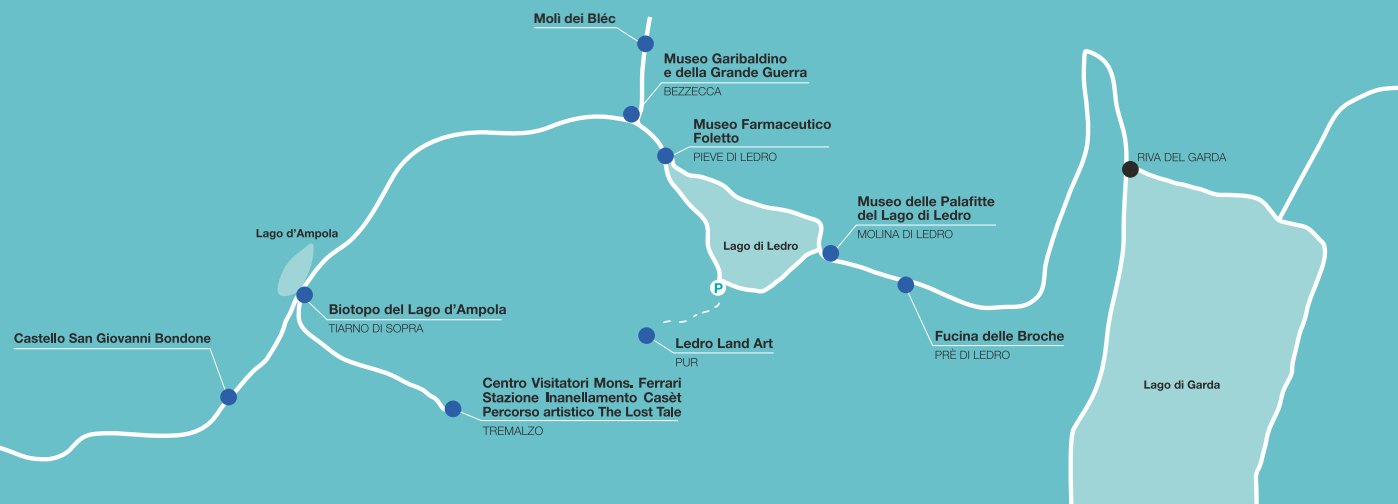 Molì dei Bléc
Museo Garibaldino
e della Grande Guerra
BEZZECCA
Museo Farmaceutico
Foletto
PIEVE DI LEDRO
RIVA DEL GARDA
Museo delle Palafitte
del Lago di Ledro
MOLINA DI LEDRO
Lago d'Ampola
Lago di Ledro
P
Biotopo del Lago d'Ampola
TIARNO DI SOPRA
Castello San Giovanni Bondone
Ledro Land Art
PUR
Fucina delle Broche
PRÈ DI LEDRO
Centro Visitatori Mons. Ferrari
Stazione Inanellamento Casèt
Percorso artistico The Lost Tale
TREMALZO
Lago di Garda